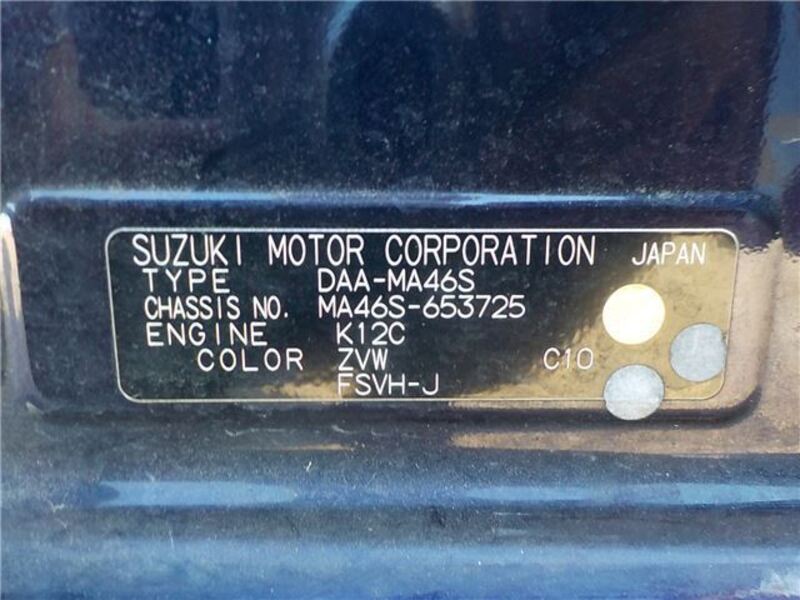 SUZUKI MOTOR CORPORATION JAPAN
TYPE DAA-MA46S
CHASSIS NO. MA46S-653725
ENGINE K12C
COLOR ZVW C10
FSVH-J